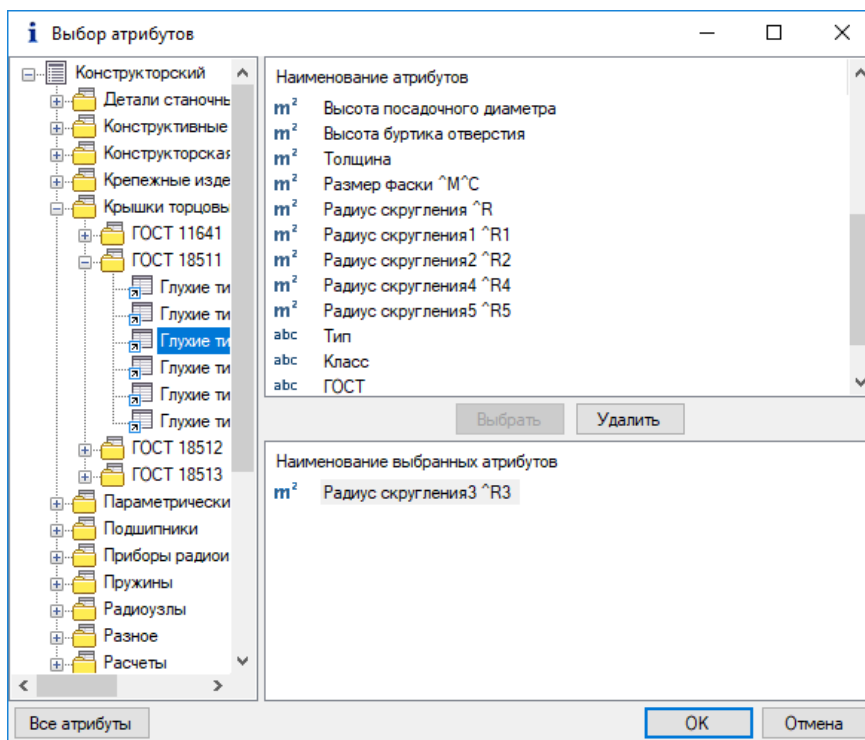 Выбор атрибутов
Конструкторский
Детали станочнь
Конструктивные
Конструкторская
Крепежные изде
Крышки торцовы
ГОСТ 11641
ГОСТ 18511
Глухие ти
Глухие ти
Глухие ти
Глухие ти
Глухие ти
Глухие ти
ГОСТ 18512
ГОСТ 18513
Параметрически
Подшипники
Приборы радиои
Пружины
Радиоузлы
Разное
Расчеты
Все атрибуты
Наименование атрибутов
m² Высота посадочного диаметра
m² Высота буртика отверстия
m² Толщина
m² Размер фаски ^M^C
m² Радиус скругления ^R
m² Радиус скругления1 ^R1
m² Радиус скругления2 ^R2
m² Радиус скругления4 ^R4
m² Радиус скругления5 ^R5
abc Тип
abc Класс
abc ГОСТ
Выбрать Удалить
Наименование выбранных атрибутов
m² Радиус скругления3 ^R3
OK Отмена